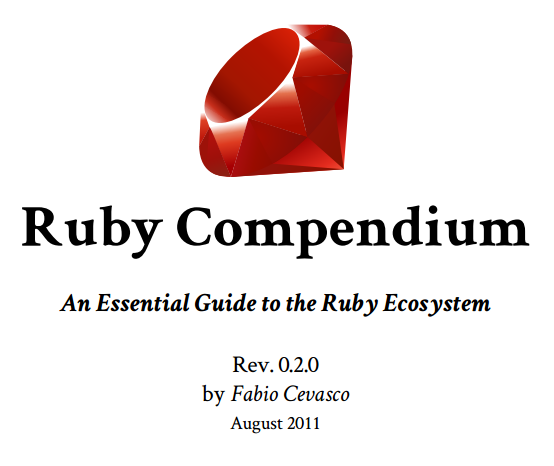 Ruby Compendium
An Essential Guide to the Ruby Ecosystem
Rev. 0.2.0
by Fabio Cevasco
August 2011